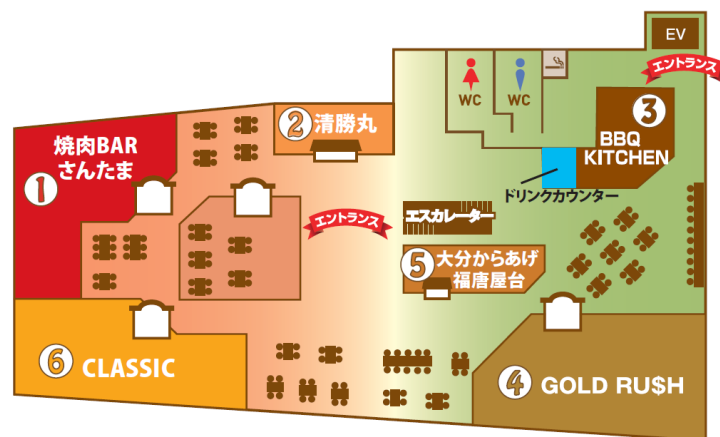 EV
エントランス
WC
WC
3
BBQ
KITCHEN
2 清勝丸
焼肉BAR
さんたま
1
ドリンクカウンター
エントランス
エスカレーター
5 大分からあげ
福唐屋台
6 CLASSIC
4 GOLD RU$H